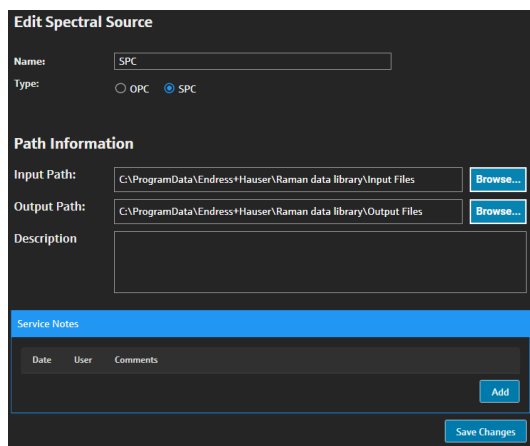 Edit Spectral Source
Name: SPC
Type: OPC SPC
Path Information
Input Path: C:\ProgramData\Endress+Hauser\Raman data library\Input Files Browse...
Output Path: C:\ProgramData\Endress+Hauser\Raman data library\Output Files Browse...
Description
Service Notes
Date User Comments
Add
Save Changes